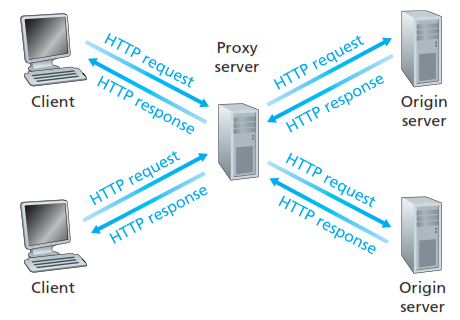 HTTP request
HTTP response
Client
Proxy
server
HTTP request
HTTP response
Origin
server
HTTP request
HTTP response
Client
HTTP request
HTTP response
Origin
server